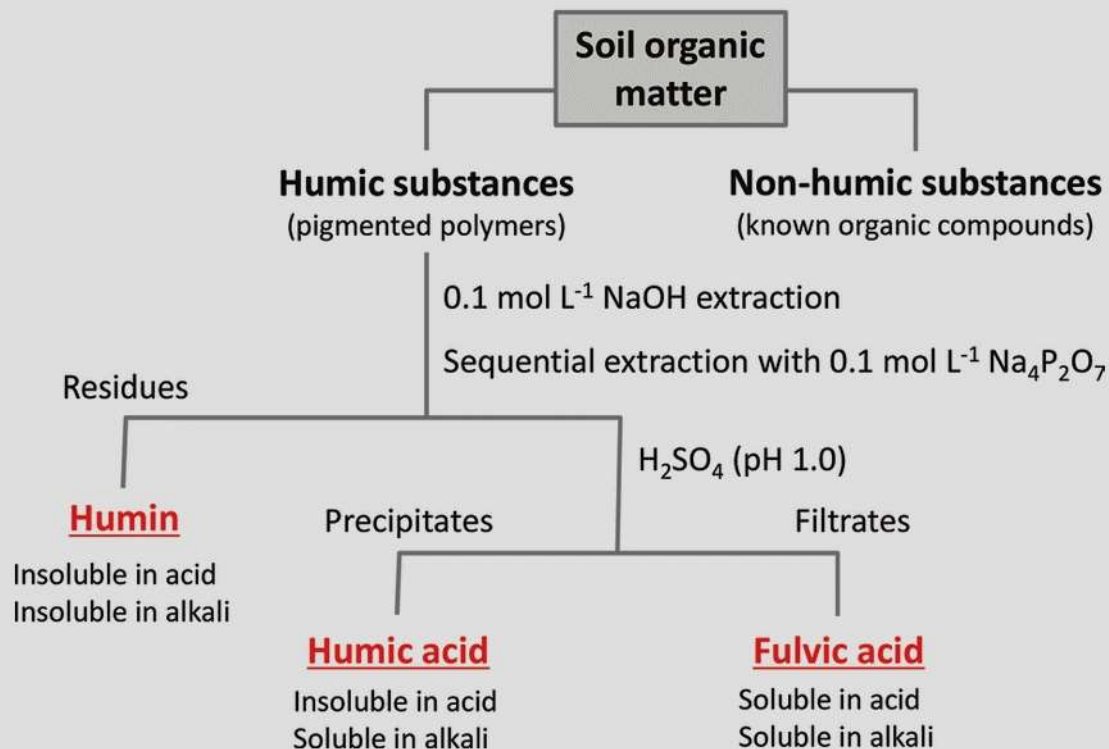 Soil organic
matter
Humic substances
(pigmented polymers)
Non-humic substances
(known organic compounds)
0.1 mol L⁻¹ NaOH extraction
Sequential extraction with 0.1 mol L⁻¹ Na₄P₂O₇
Residues
H₂SO₄ (pH 1.0)
Humin
Insoluble in acid
Insoluble in alkali
Precipitates
Filtrates
Humic acid
Insoluble in acid
Soluble in alkali
Fulvic acid
Soluble in acid
Soluble in alkali